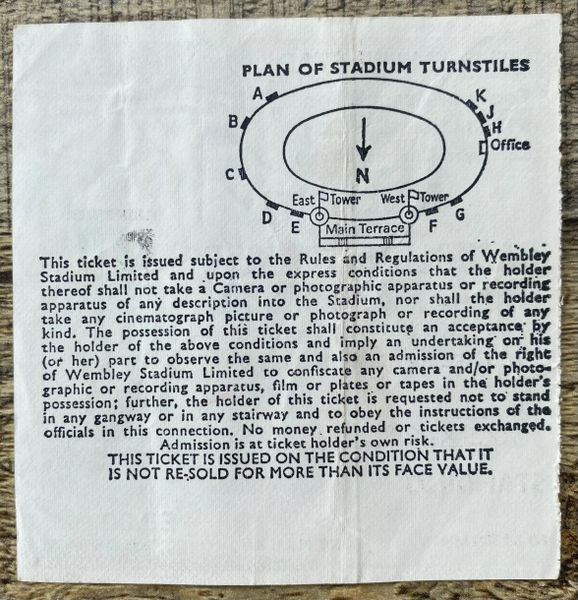 PLAN OF STADIUM TURNSTILES
A
K
J
B
H
Office
N
C
East Tower
West Tower
D
E
Main Terrace
F
G
This ticket is issued subject to the Rules and Regulations of Wembley
Stadium Limited and upon the express conditions that the holder
thereof shall not take a Camera or photographic apparatus or recording
apparatus of any description into the Stadium, nor shall the holder
take any cinematograph picture or photograph or recording of any
kind. The possession of this ticket shall constitute an acceptance by
the holder of the above conditions and imply an undertaking on his
(or her) part to observe the same and also an admission of the right
of Wembley Stadium Limited to confiscate any camera and/or photo-
graphic or recording apparatus, film or plates or tapes in the holder's
possession; further, the holder of this ticket is requested not to stand
in any gangway or in any stairway and to obey the instructions of the
officials in this connection. No money refunded or tickets exchanged.
Admission is at ticket holder's own risk.
THIS TICKET IS ISSUED ON THE CONDITION THAT IT
IS NOT RE-SOLD FOR MORE THAN ITS FACE VALUE.